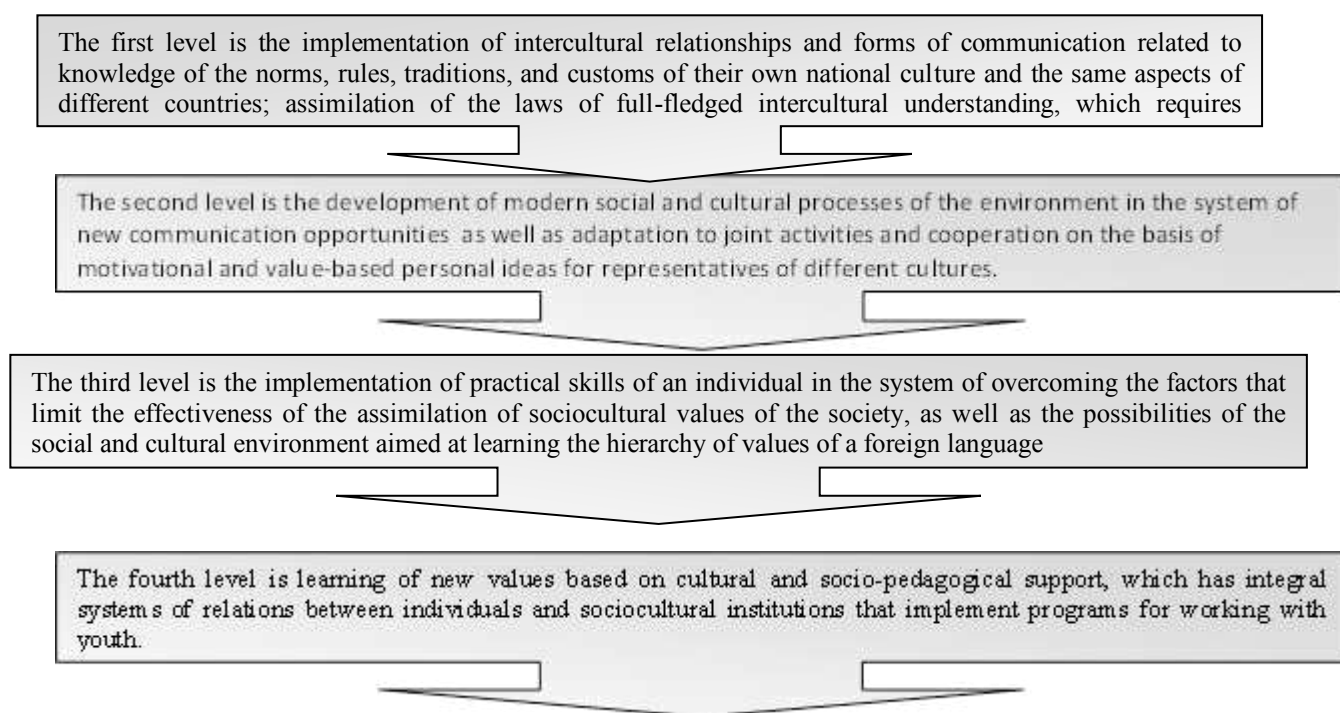 The first level is the implementation of intercultural relationships and forms of communication related to
knowledge of the norms, rules, traditions, and customs of their own national culture and the same aspects of
different countries; assimilation of the laws of full-fledged intercultural understanding, which requires
The second level is the development of modern social and cultural processes of the environment in the system of
new communication opportunities as well as adaptation to joint activities and cooperation on the basis of
motivational and value-based personal ideas for representatives of different cultures.
The third level is the implementation of practical skills of an individual in the system of overcoming the factors that
limit the effectiveness of the assimilation of sociocultural values of the society, as well as the possibilities of the
social and cultural environment aimed at learning the hierarchy of values of a foreign language
The fourth level is learning of new values based on cultural and socio-pedagogical support, which has integral
systems of relations between individuals and sociocultural institutions that implement programs for working with
youth.